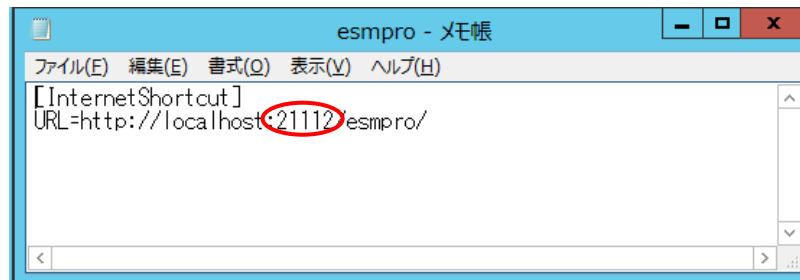 esmpro - メモ帳
ファイル(F) 編集(E) 書式(O) 表示(V) ヘルプ(H)
[InternetShortcut]
URL=http://localhost:21112/esmpro/